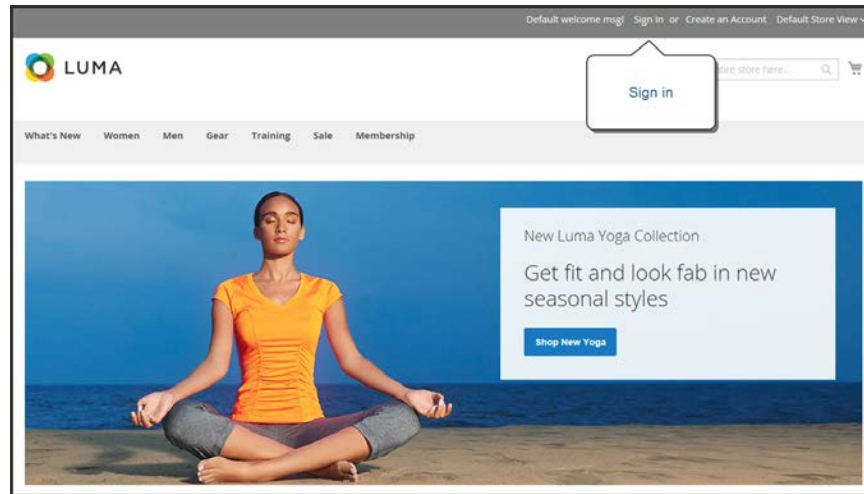 Default welcome msg! Sign In or Create an Account Default Store View
LUMA
store here...
Sign in
What's New Women Men Gear Training Sale Membership
New Luma Yoga Collection
Get fit and look fab in new
seasonal styles
Shop New Yoga